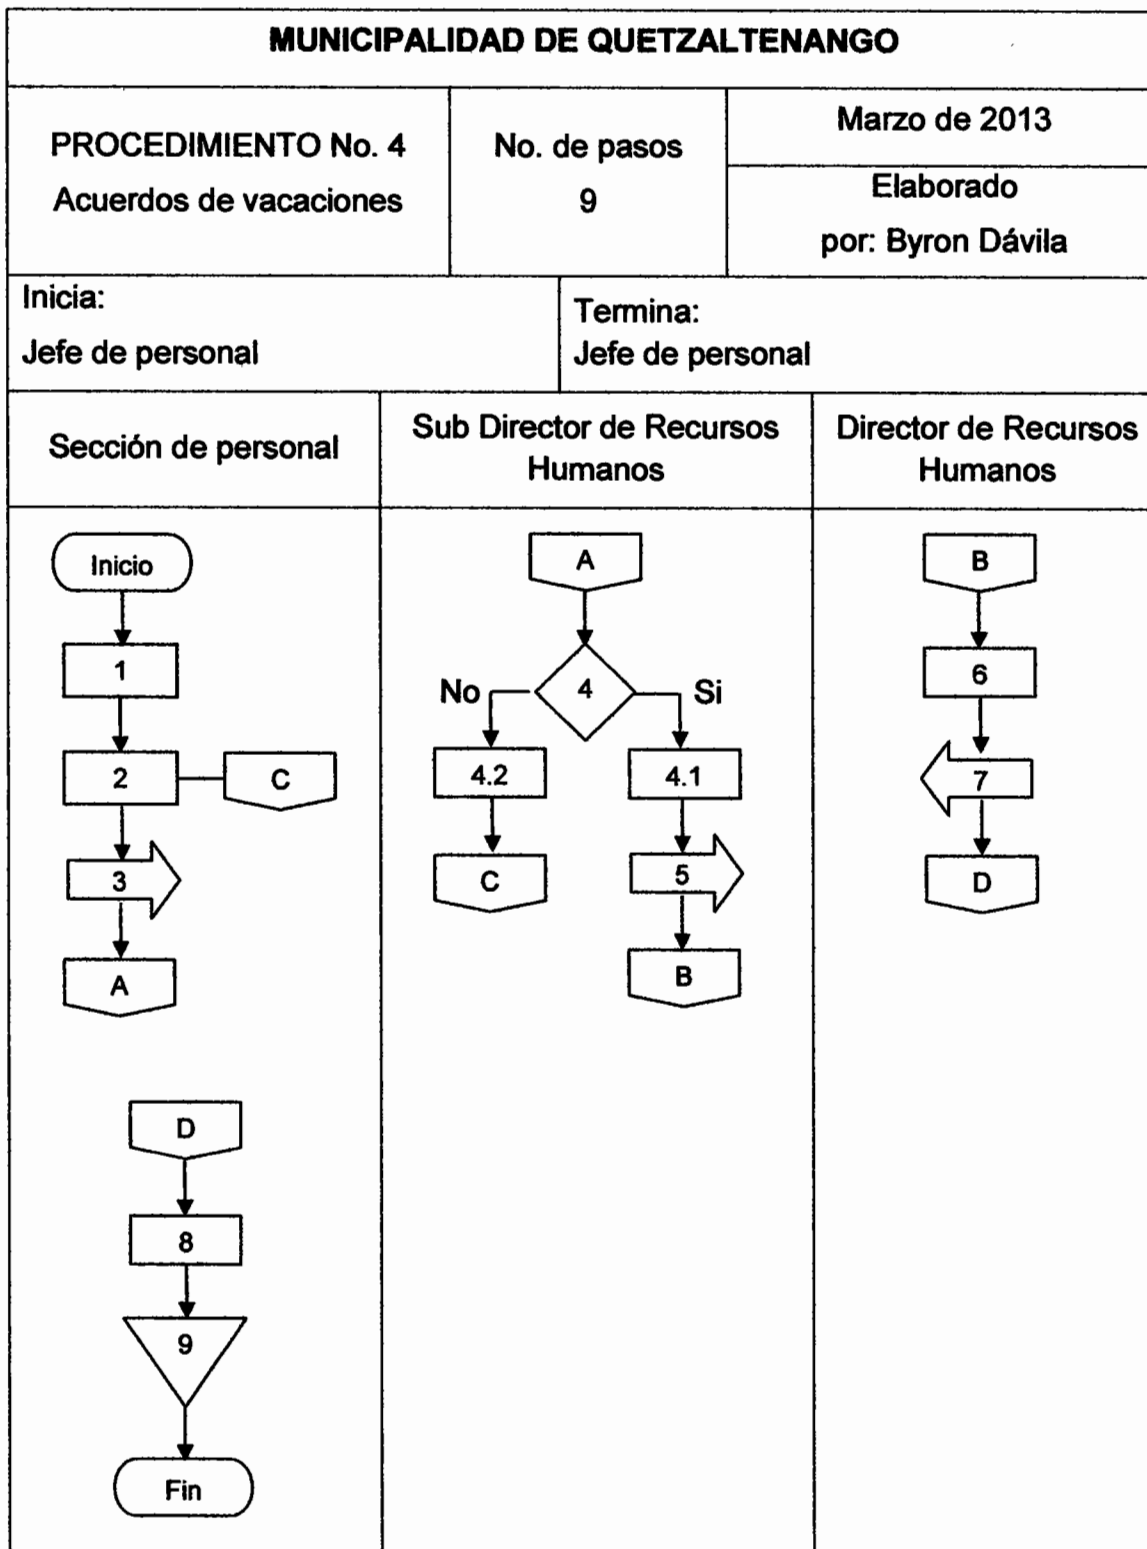 MUNICIPALIDAD DE QUETZALTENANGO
PROCEDIMIENTO No. 4
Acuerdos de vacaciones
No. de pasos
9
Marzo de 2013
Elaborado
por: Byron Dávila
Inicia:
Jefe de personal
Termina:
Jefe de personal
Sección de personal
Sub Director de Recursos
Humanos
Director de Recursos
Humanos
Inicio
1
2
C
3
A
D
8
9
Fin
A
No
4
Si
4.2
4.1
C
5
B
B
6
7
D